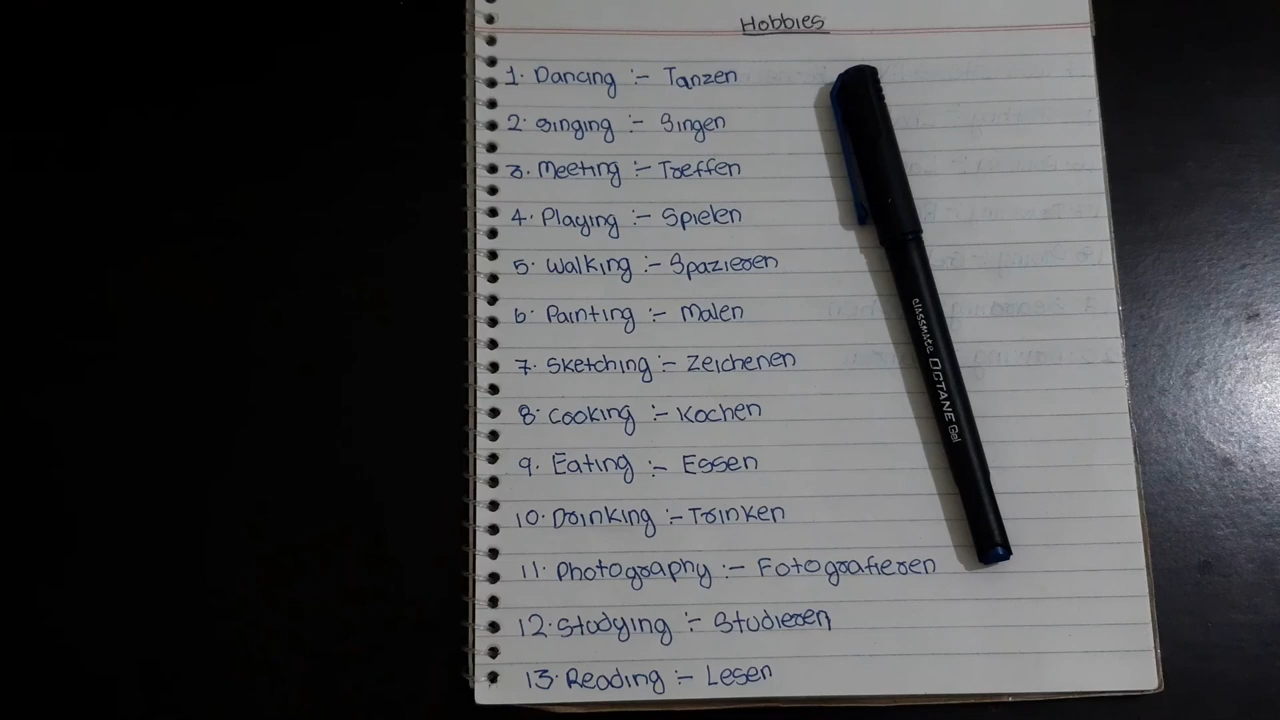 Hobbies
1. Dancing :- Tanzen
2. Singing :- Singen
3. Meeting :- Treffen
4. Playing :- Spielen
5. Walking :- Spazieren
6. Painting :- Malen
7. Sketching :- Zeichenen
8. Cooking :- Kochen
9. Eating :- Essen
10. Drinking :- Trinken
11. Photography :- Fotografieren
12. Studying :- Studieren
13. Reading :- Lesen
classmate OCTANE Gel